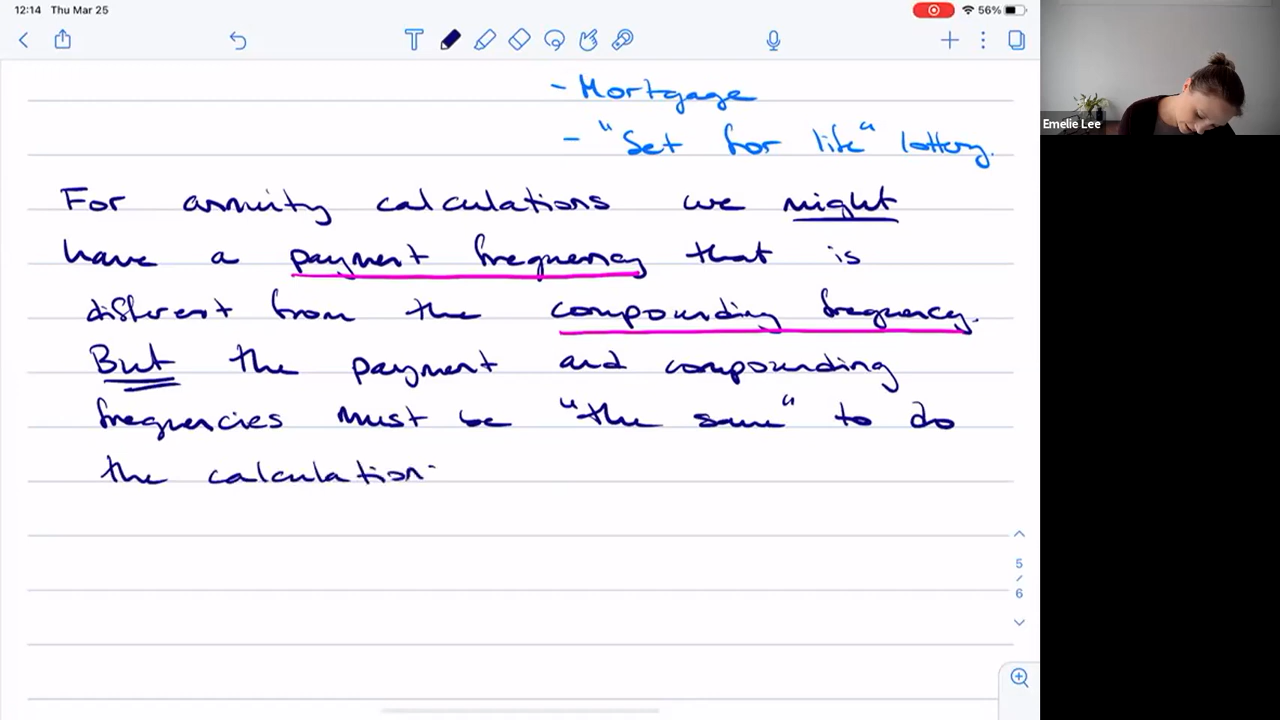 12:14 Thu Mar 25
56%
- Mortgage
Emelie Lee
- "Set for life" lottery.
For annuity calculations we might
have a payment frequency that is
different from the compounding frequency.
But the payment and compounding
frequencies must be "the same" to do
the calculation.
5
/
6